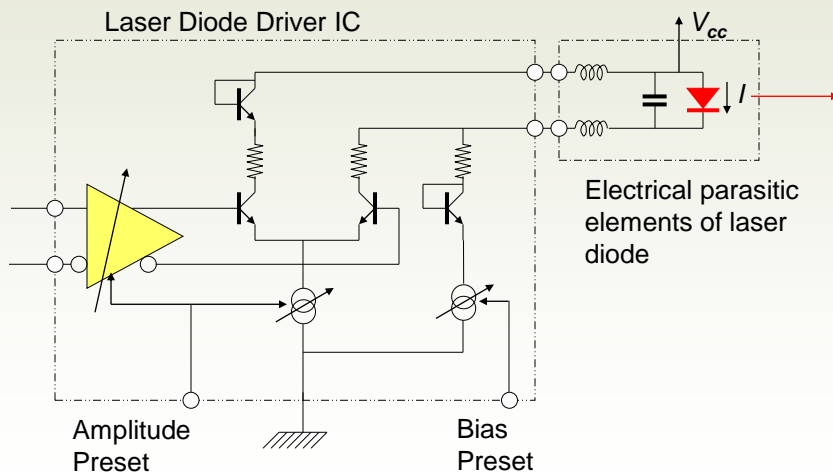 Laser Diode Driver IC
Vcc
I
Electrical parasitic
elements of laser
diode
Amplitude
Preset
Bias
Preset